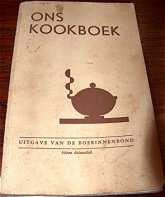 ONS
KOOKBOEK
UITGAVE VAN DE BOERINNENBOND